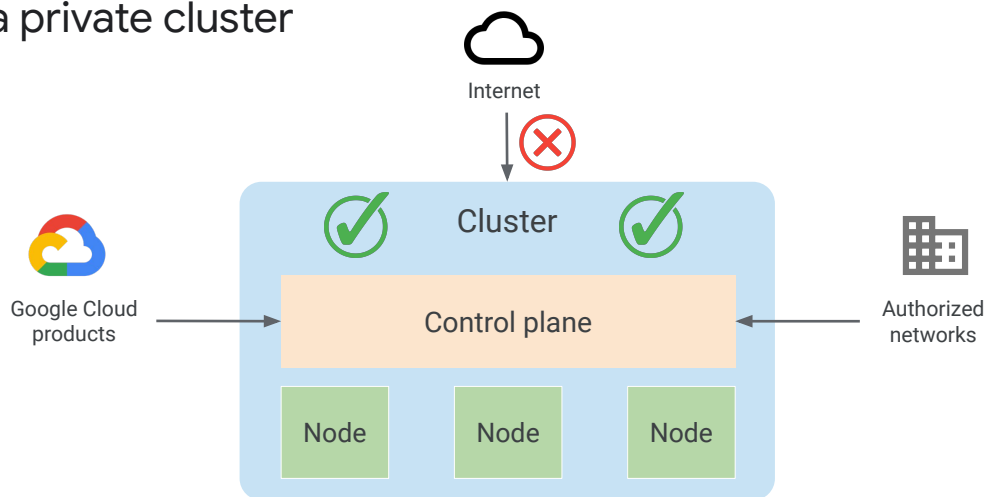 a private cluster
Internet
Cluster
Google Cloud
products
Control plane
Authorized
networks
Node
Node
Node